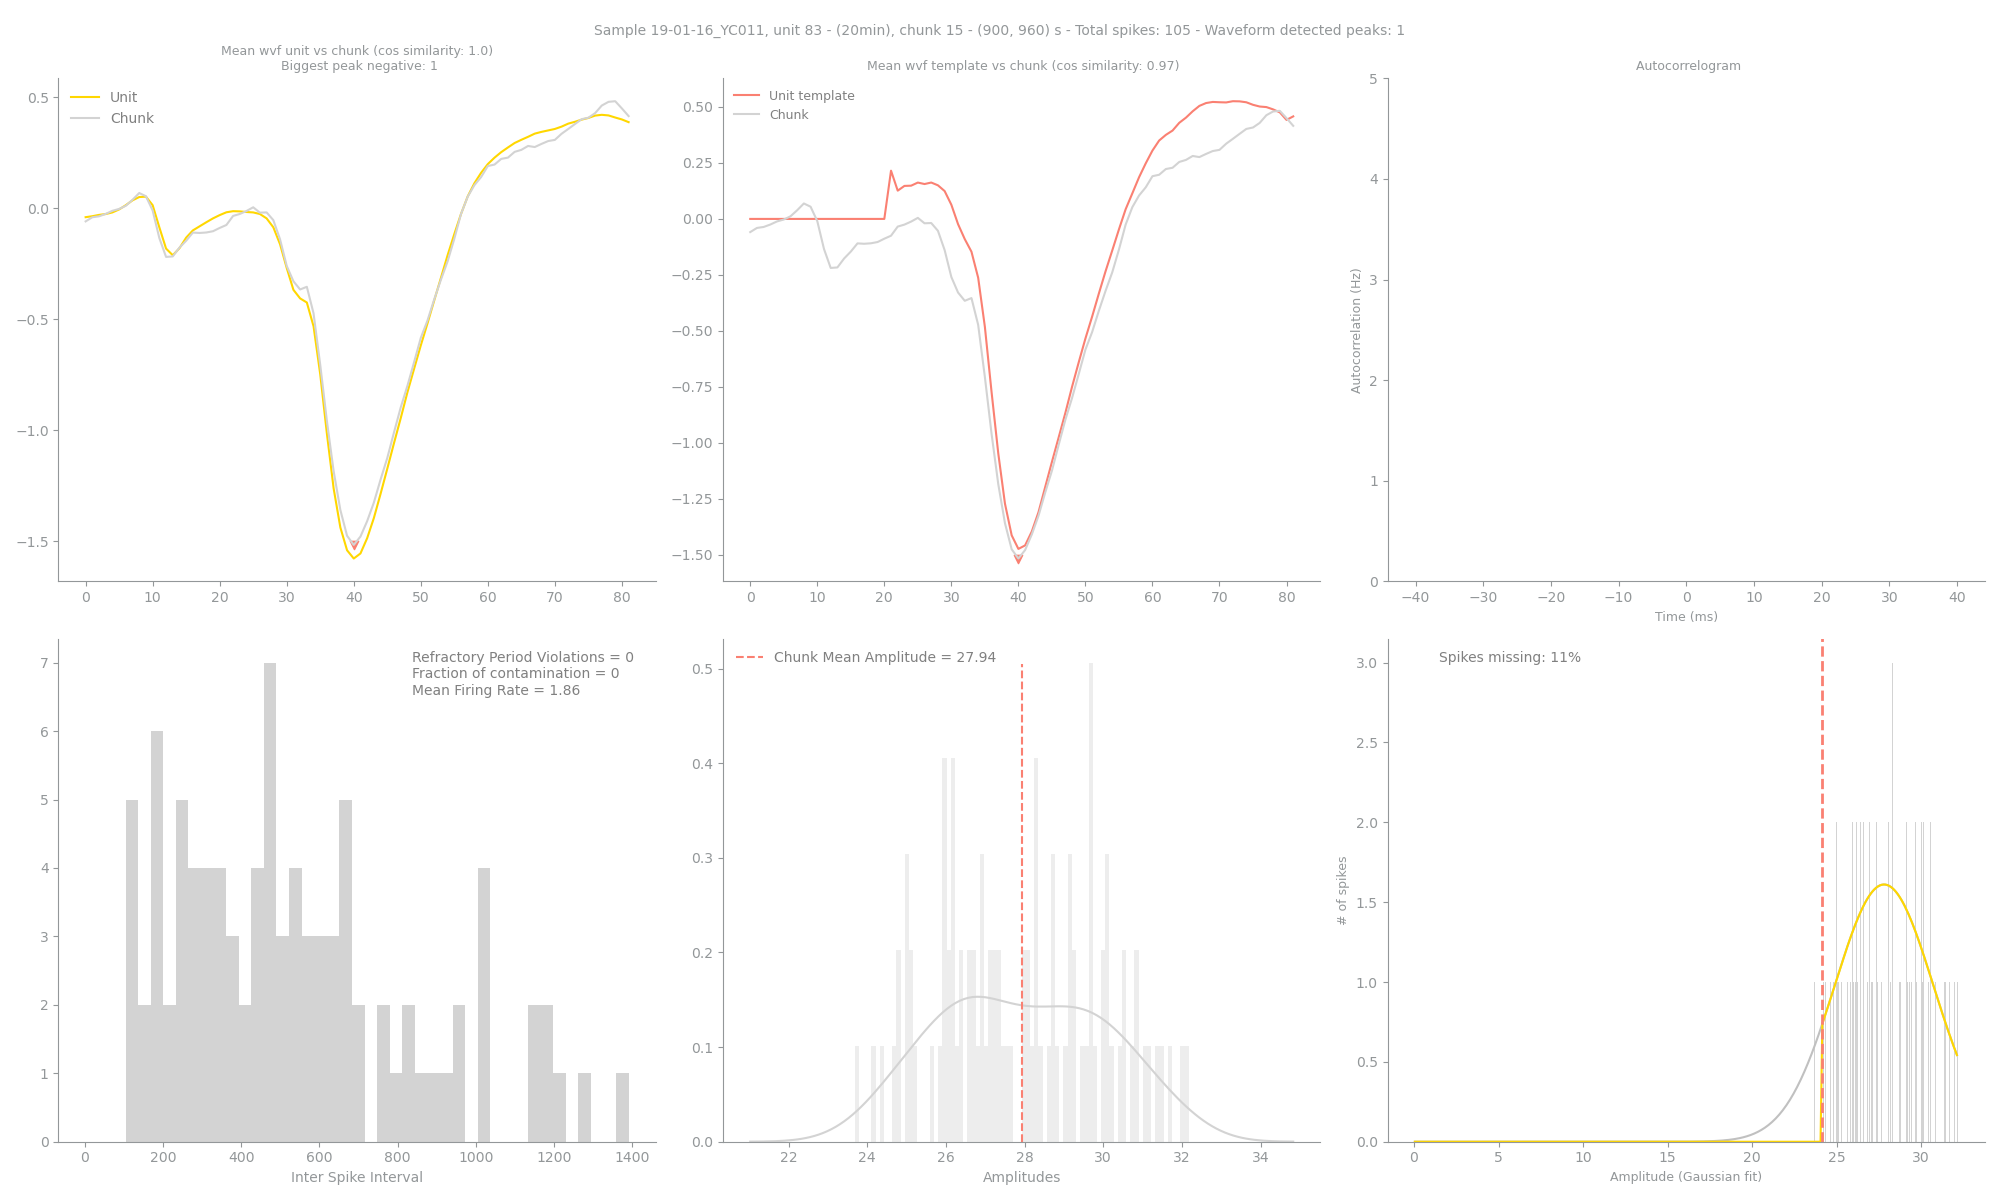 Sample 19-01-16_YC011, unit 83 - (20min), chunk 15 - (900, 960) s - Total spikes: 105 - Waveform detected peaks: 1
Mean wvf unit vs chunk (cos similarity: 1.0)
Biggest peak negative: 1
Unit
Chunk
0.5
0.0
−0.5
−1.0
−1.5
0 10 20 30 40 50 60 70 80
Mean wvf template vs chunk (cos similarity: 0.97)
Unit template
Chunk
0.50
0.25
0.00
−0.25
−0.50
−0.75
−1.00
−1.25
−1.50
0 10 20 30 40 50 60 70 80
Autocorrelogram
Autocorrelation (Hz)
5
4
3
2
1
0
−40 −30 −20 −10 0 10 20 30 40
Time (ms)
Refractory Period Violations = 0
Fraction of contamination = 0
Mean Firing Rate = 1.86
7
6
5
4
3
2
1
0
0 200 400 600 800 1000 1200 1400
Inter Spike Interval
Chunk Mean Amplitude = 27.94
0.5
0.4
0.3
0.2
0.1
0.0
22 24 26 28 30 32 34
Amplitudes
Spikes missing: 11%
# of spikes
3.0
2.5
2.0
1.5
1.0
0.5
0.0
0 5 10 15 20 25 30
Amplitude (Gaussian fit)